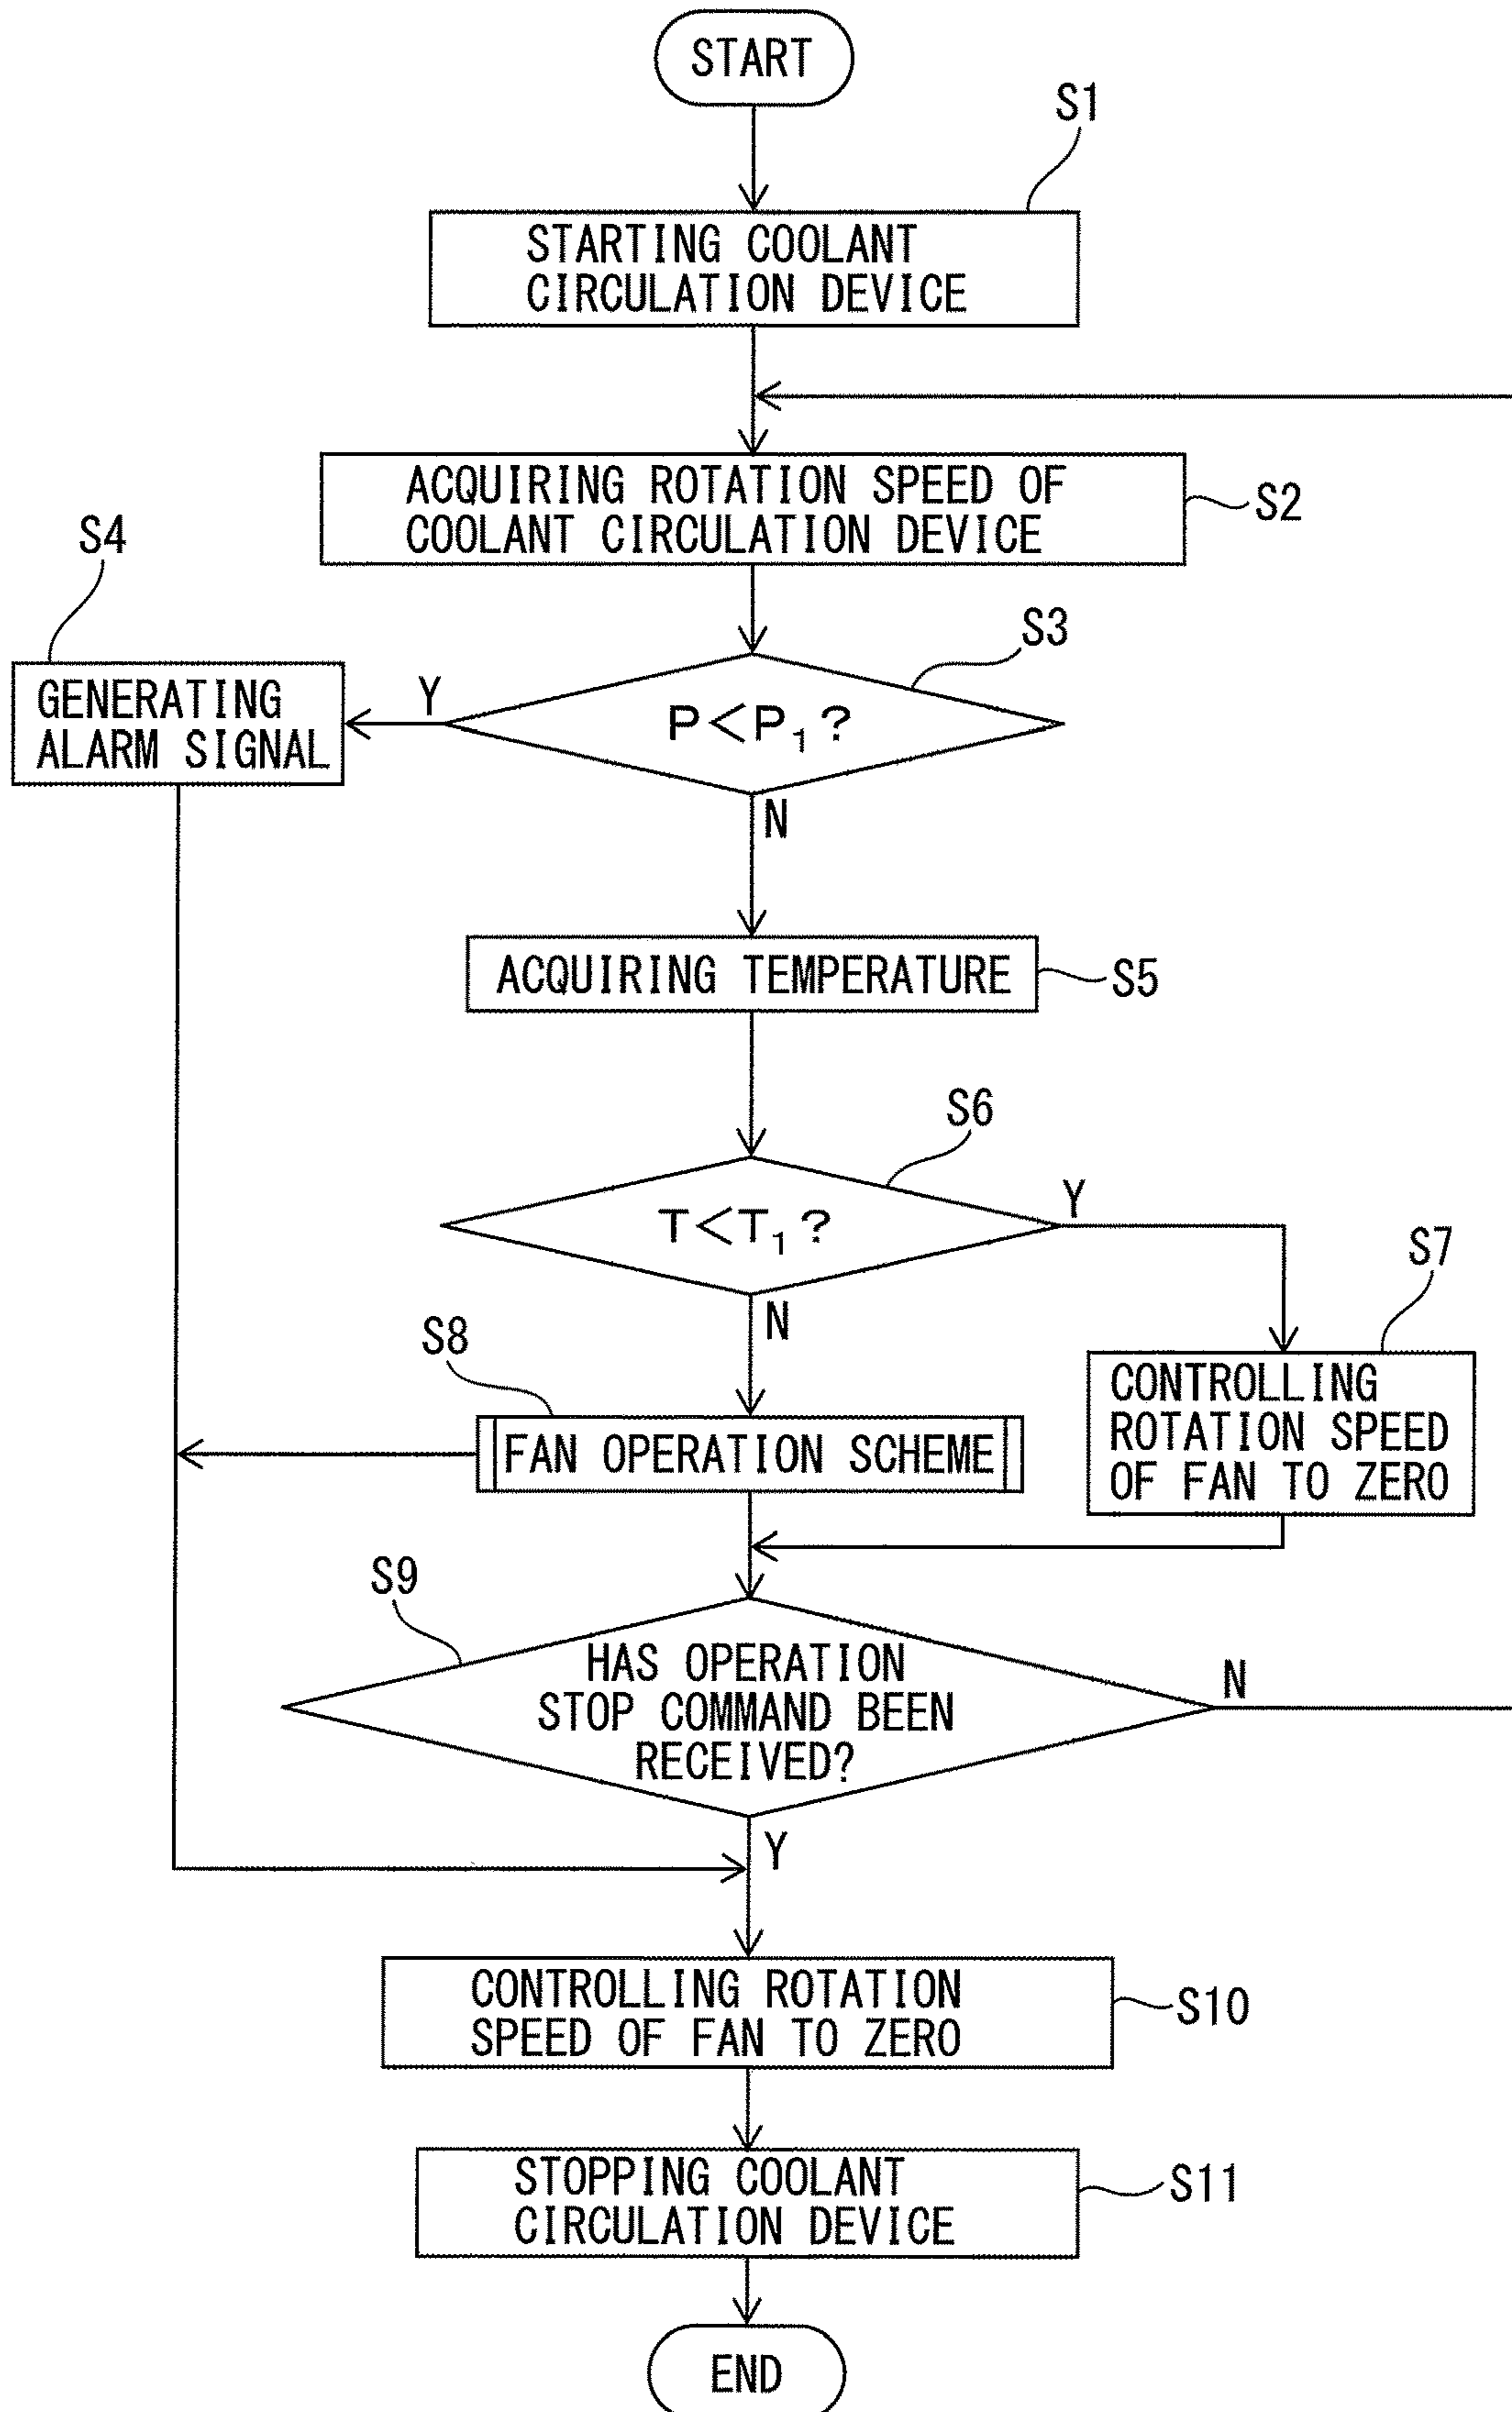 START
S1
STARTING COOLANT
CIRCULATION DEVICE
ACQUIRING ROTATION SPEED OF
COOLANT CIRCULATION DEVICE
S2
S4
S3
GENERATING
ALARM SIGNAL
Y
P<P₁?
N
ACQUIRING TEMPERATURE
S5
S6
T<T₁?
Y
N
S7
S8
CONTROLLING
ROTATION SPEED
OF FAN TO ZERO
FAN OPERATION SCHEME
S9
HAS OPERATION
STOP COMMAND BEEN
RECEIVED?
N
Y
CONTROLLING ROTATION
SPEED OF FAN TO ZERO
S10
STOPPING COOLANT
CIRCULATION DEVICE
S11
END